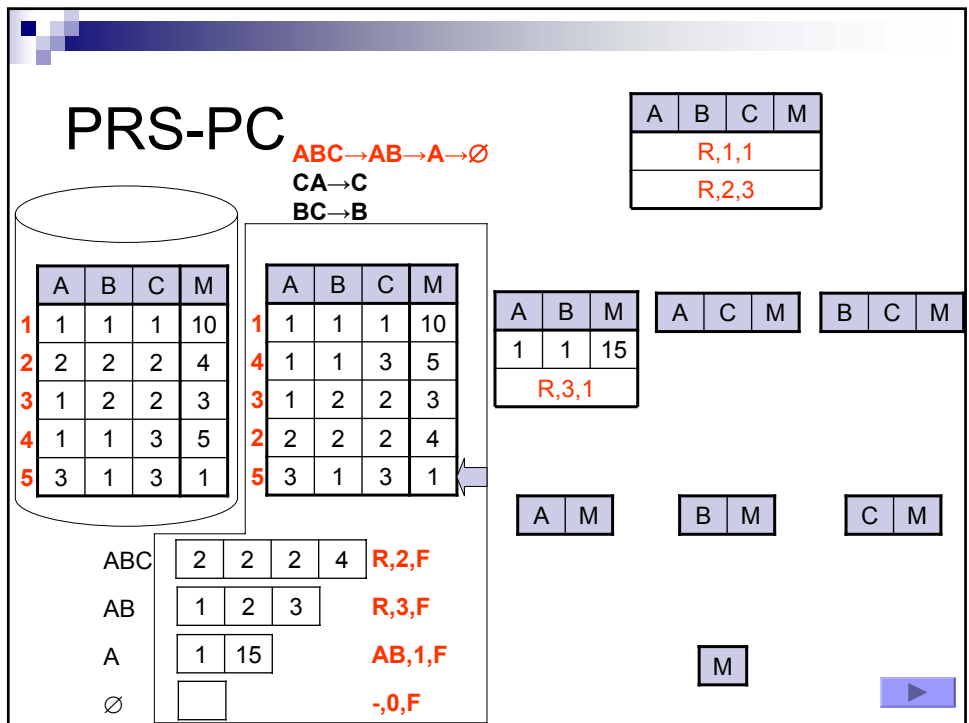 PRS-PC
ABC→AB→A→∅
CA→C
BC→B
A B C M
R,1,1
R,2,3
A B C M
1 1 1 1 10
2 2 2 2 4
3 1 2 2 3
4 1 1 3 5
5 3 1 3 1
A B C M
1 1 1 1 10
4 1 1 3 5
3 1 2 2 3
2 2 2 2 4
5 3 1 3 1
A B M
1 1 15
R,3,1
A C M
B C M
A M
B M
C M
M
ABC 2 2 2 4 R,2,F
AB 1 2 3 R,3,F
A 1 15 AB,1,F
∅ -,0,F